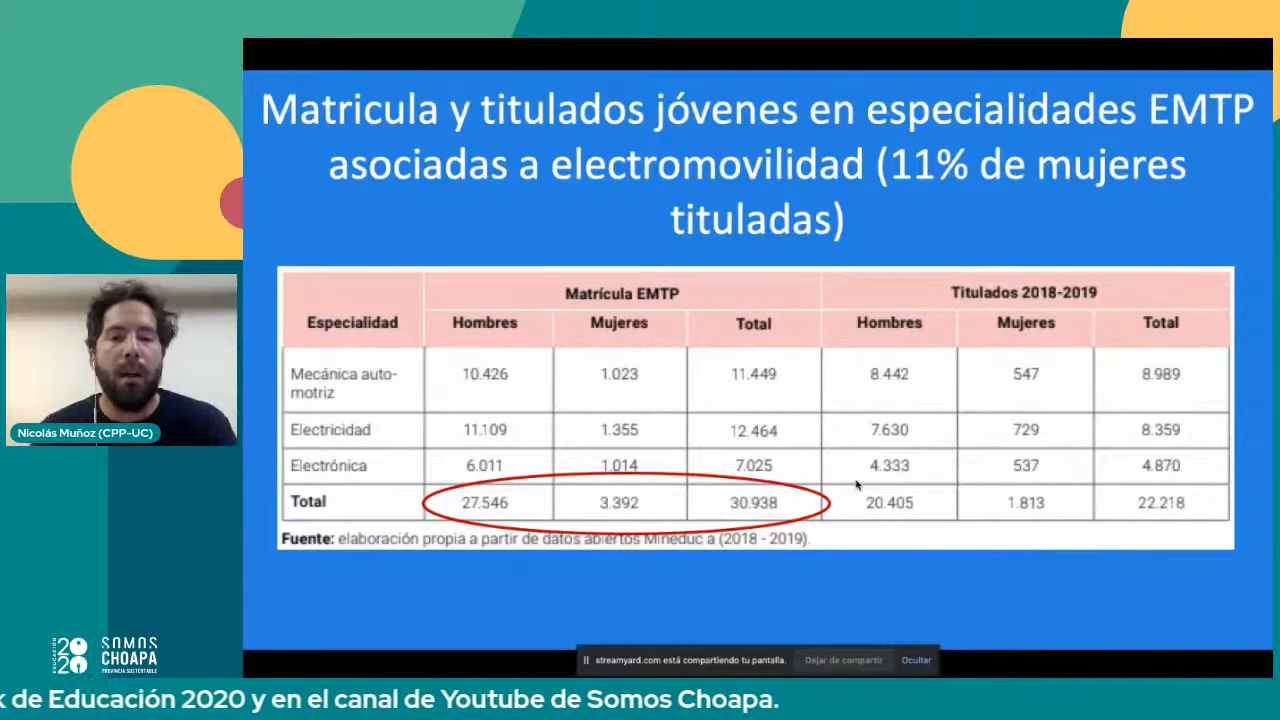 Matricula y titulados jóvenes en especialidades EMTP
asociadas a electromovilidad (11% de mujeres
tituladas)
Especialidad Matrícula EMTP Titulados 2018-2019
Hombres Mujeres Total Hombres Mujeres Total
Mecánica auto-
motriz 10.426 1.023 11.449 8.442 547 8.989
Electricidad 11.109 1.355 12.464 7.630 729 8.359
Electrónica 6.011 1.014 7.025 4.333 537 4.870
Total 27.546 3.392 30.938 20.405 1.813 22.218
Fuente: elaboración propia a partir de datos abiertos Mineduc a (2018 - 2019).
Nicolás Muñoz (CPP-UC)
EDUCACIÓN 2020
SOMOS
CHOAPA
PROVINCIA SUSTENTABLE
streamyard.com está compartiendo tu pantalla. Dejar de compartir Ocultar
k de Educación 2020 y en el canal de Youtube de Somos Choapa.